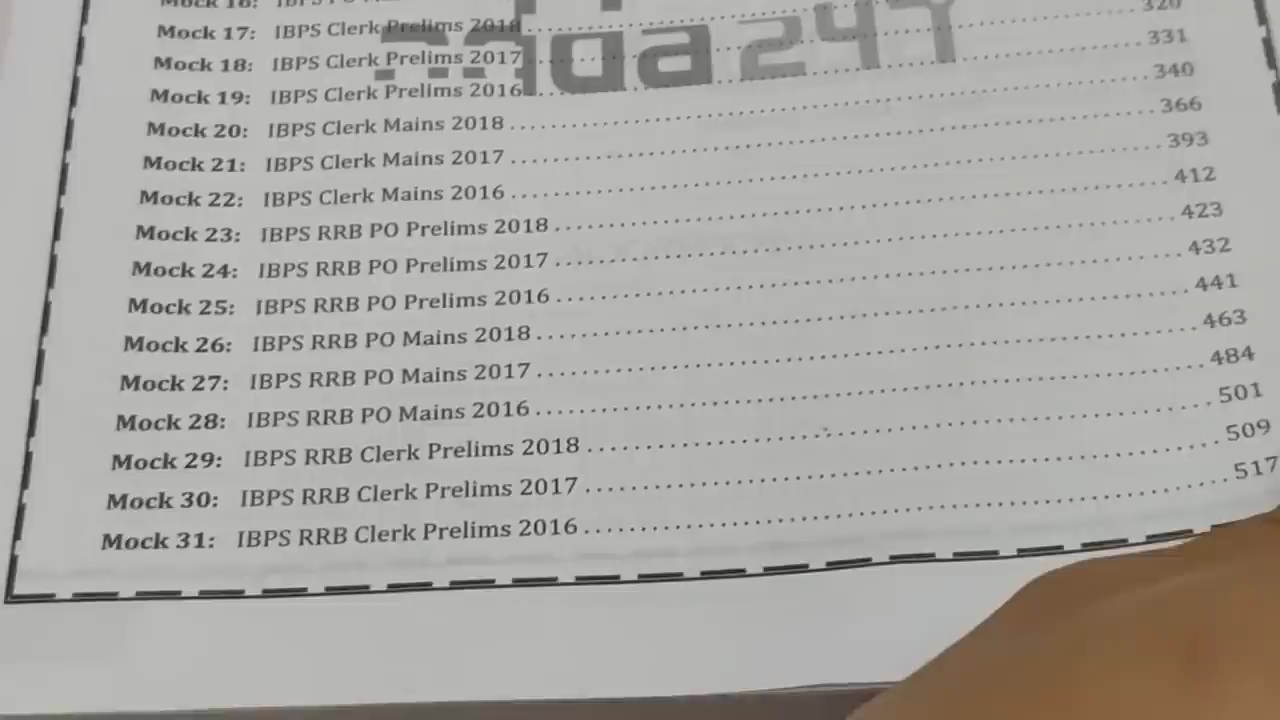 Mock 16: IBPS PO
Mock 17: IBPS Clerk Prelims 2018
Mock 18: IBPS Clerk Prelims 2017 320
Mock 19: IBPS Clerk Prelims 2016 331
Mock 20: IBPS Clerk Mains 2018 340
Mock 21: IBPS Clerk Mains 2017 366
Mock 22: IBPS Clerk Mains 2016 393
Mock 23: IBPS RRB PO Prelims 2018 412
Mock 24: IBPS RRB PO Prelims 2017 423
Mock 25: IBPS RRB PO Prelims 2016 432
Mock 26: IBPS RRB PO Mains 2018 441
Mock 27: IBPS RRB PO Mains 2017 463
Mock 28: IBPS RRB PO Mains 2016 484
Mock 29: IBPS RRB Clerk Prelims 2018 501
Mock 30: IBPS RRB Clerk Prelims 2017 509
Mock 31: IBPS RRB Clerk Prelims 2016 517